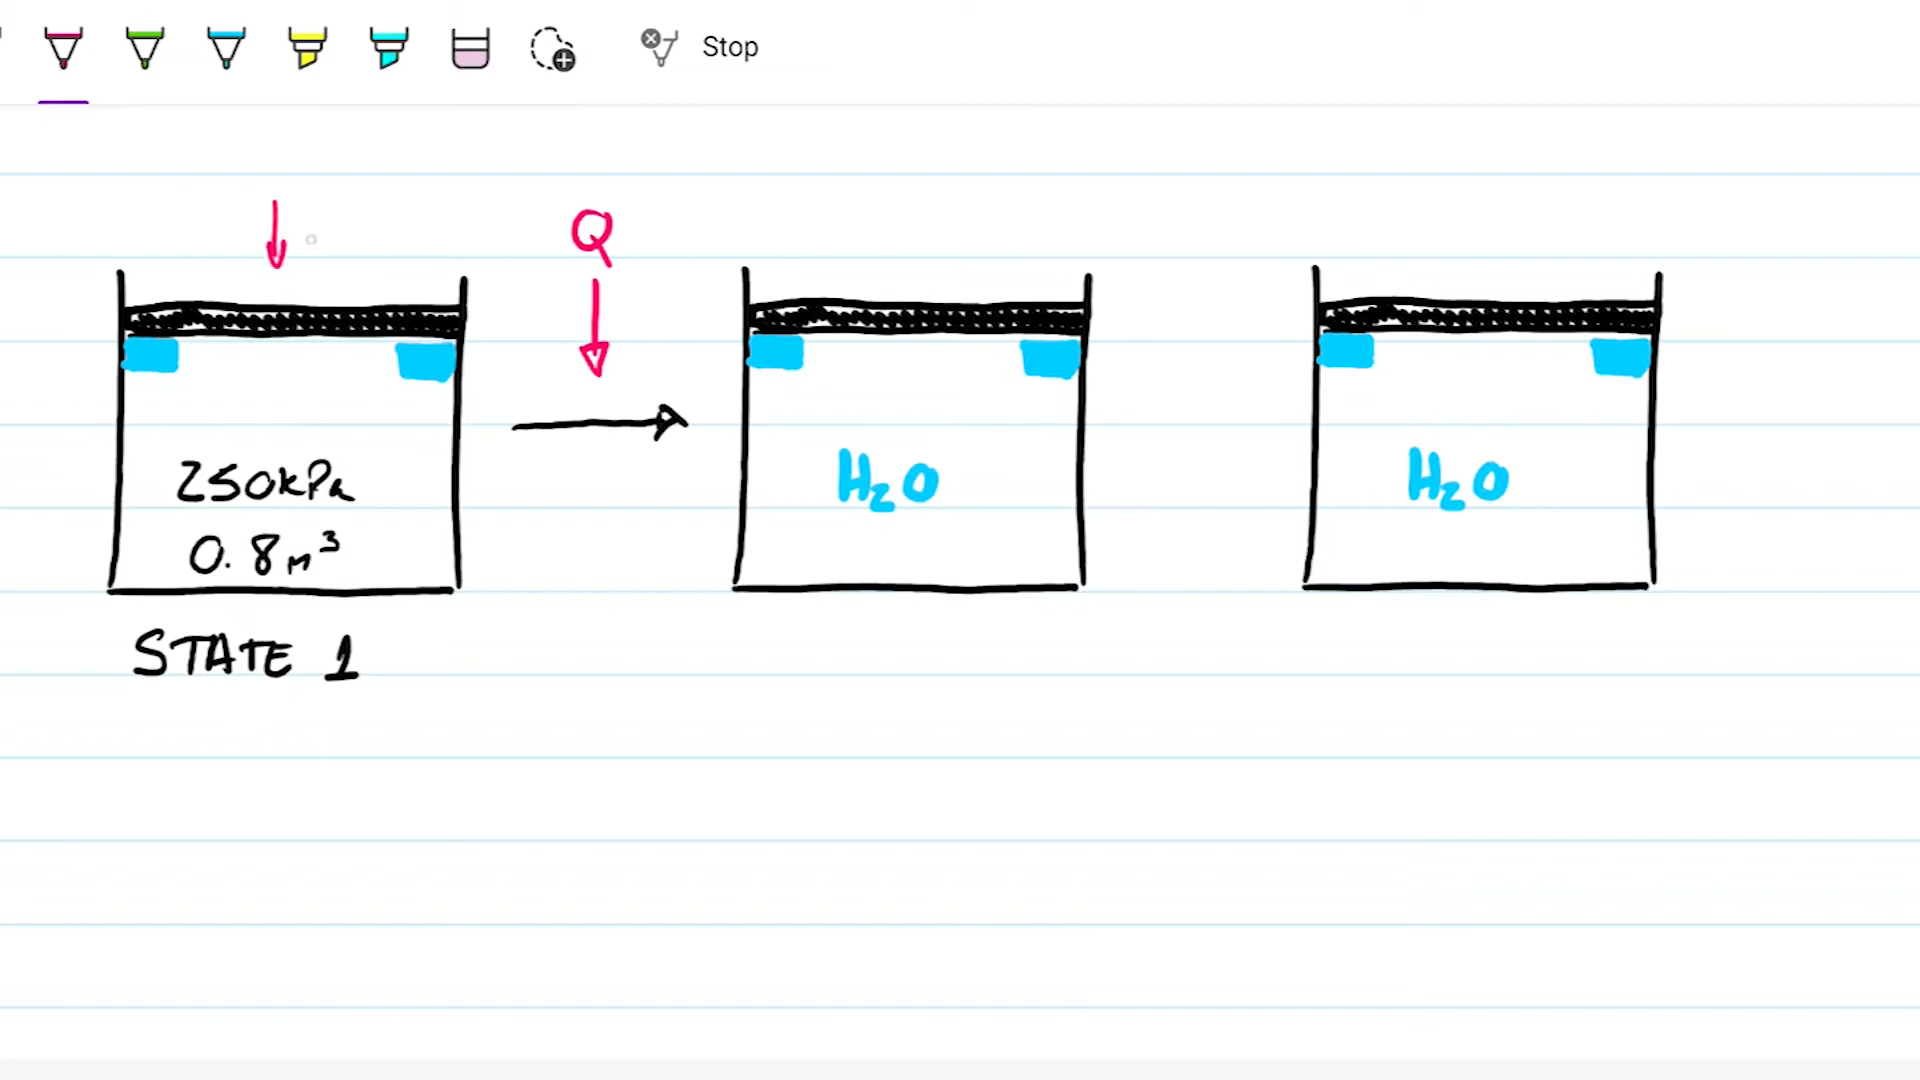 Stop
Q
250kPa
0.8m³
STATE 1
H₂O
H₂O